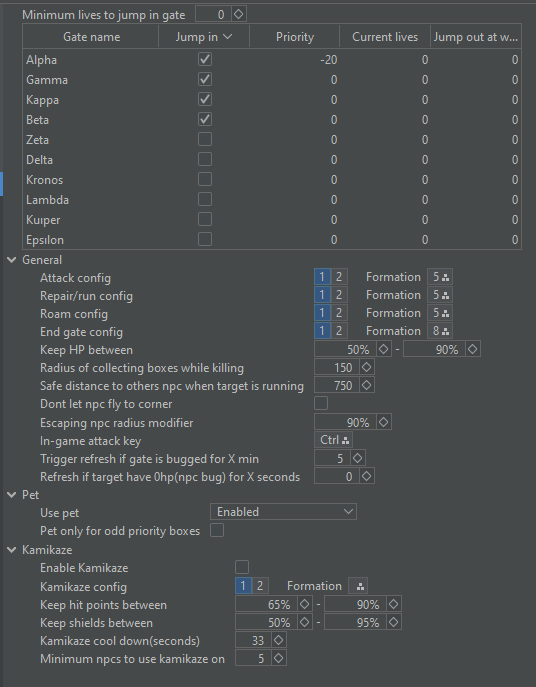 Minimum lives to jump in gate 0
Gate name Jump in Priority Current lives Jump out at w...
Alpha -20 0 0
Gamma 0 0 0
Kappa 0 0 0
Beta 0 0 0
Zeta 0 0 0
Delta 0 0 0
Kronos 0 0 0
Lambda 0 0 0
Kuıper 0 0 0
Epsılon 0 0 0
General
Attack config 1 2 Formation 5
Repair/run config 1 2 Formation 5
Roam config 1 2 Formation 5
End gate config 1 2 Formation 8
Keep HP between 50% - 90%
Radius of collecting boxes while killing 150
Safe distance to others npc when target is running 750
Dont let npc fly to corner
Escaping npc radius modifier 90%
In-game attack key Ctrl
Trigger refresh if gate is bugged for X min 5
Refresh if target have 0hp(npc bug) for X seconds 0
Pet
Use pet Enabled
Pet only for odd priority boxes
Kamikaze
Enable Kamikaze
Kamikaze config 1 2 Formation
Keep hit points between 65% - 90%
Keep shields between 50% - 95%
Kamikaze cool down(seconds) 33
Minimum npcs to use kamikaze on 5